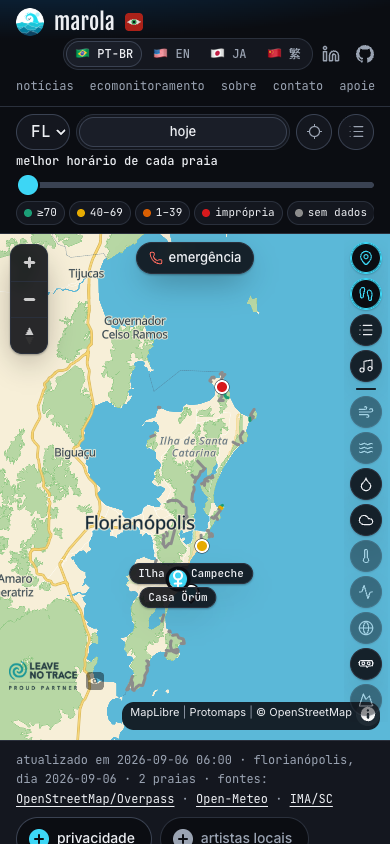 marola
PT-BR EN JA 繁
notícias ecomonitoramento sobre contato apoie
FL hoje
melhor horário de cada praia
≥70 40–69 1–39 imprópria sem dados
emergência
Tijucas
Governador
Celso Ramos
Ilha de Santa
Catarina
Biguaçu
Florianópolis
Ilha Campeche
Casa Ōrüm
Amaro
eratriz
LEAVE
NO TRACE
PROUD PARTNER
MapLibre | Protomaps | © OpenStreetMap
atualizado em 2026-09-06 06:00 · florianópolis,
dia 2026-09-06 · 2 praias · fontes:
OpenStreetMap/Overpass · Open-Meteo · IMA/SC
privacidade artistas locais